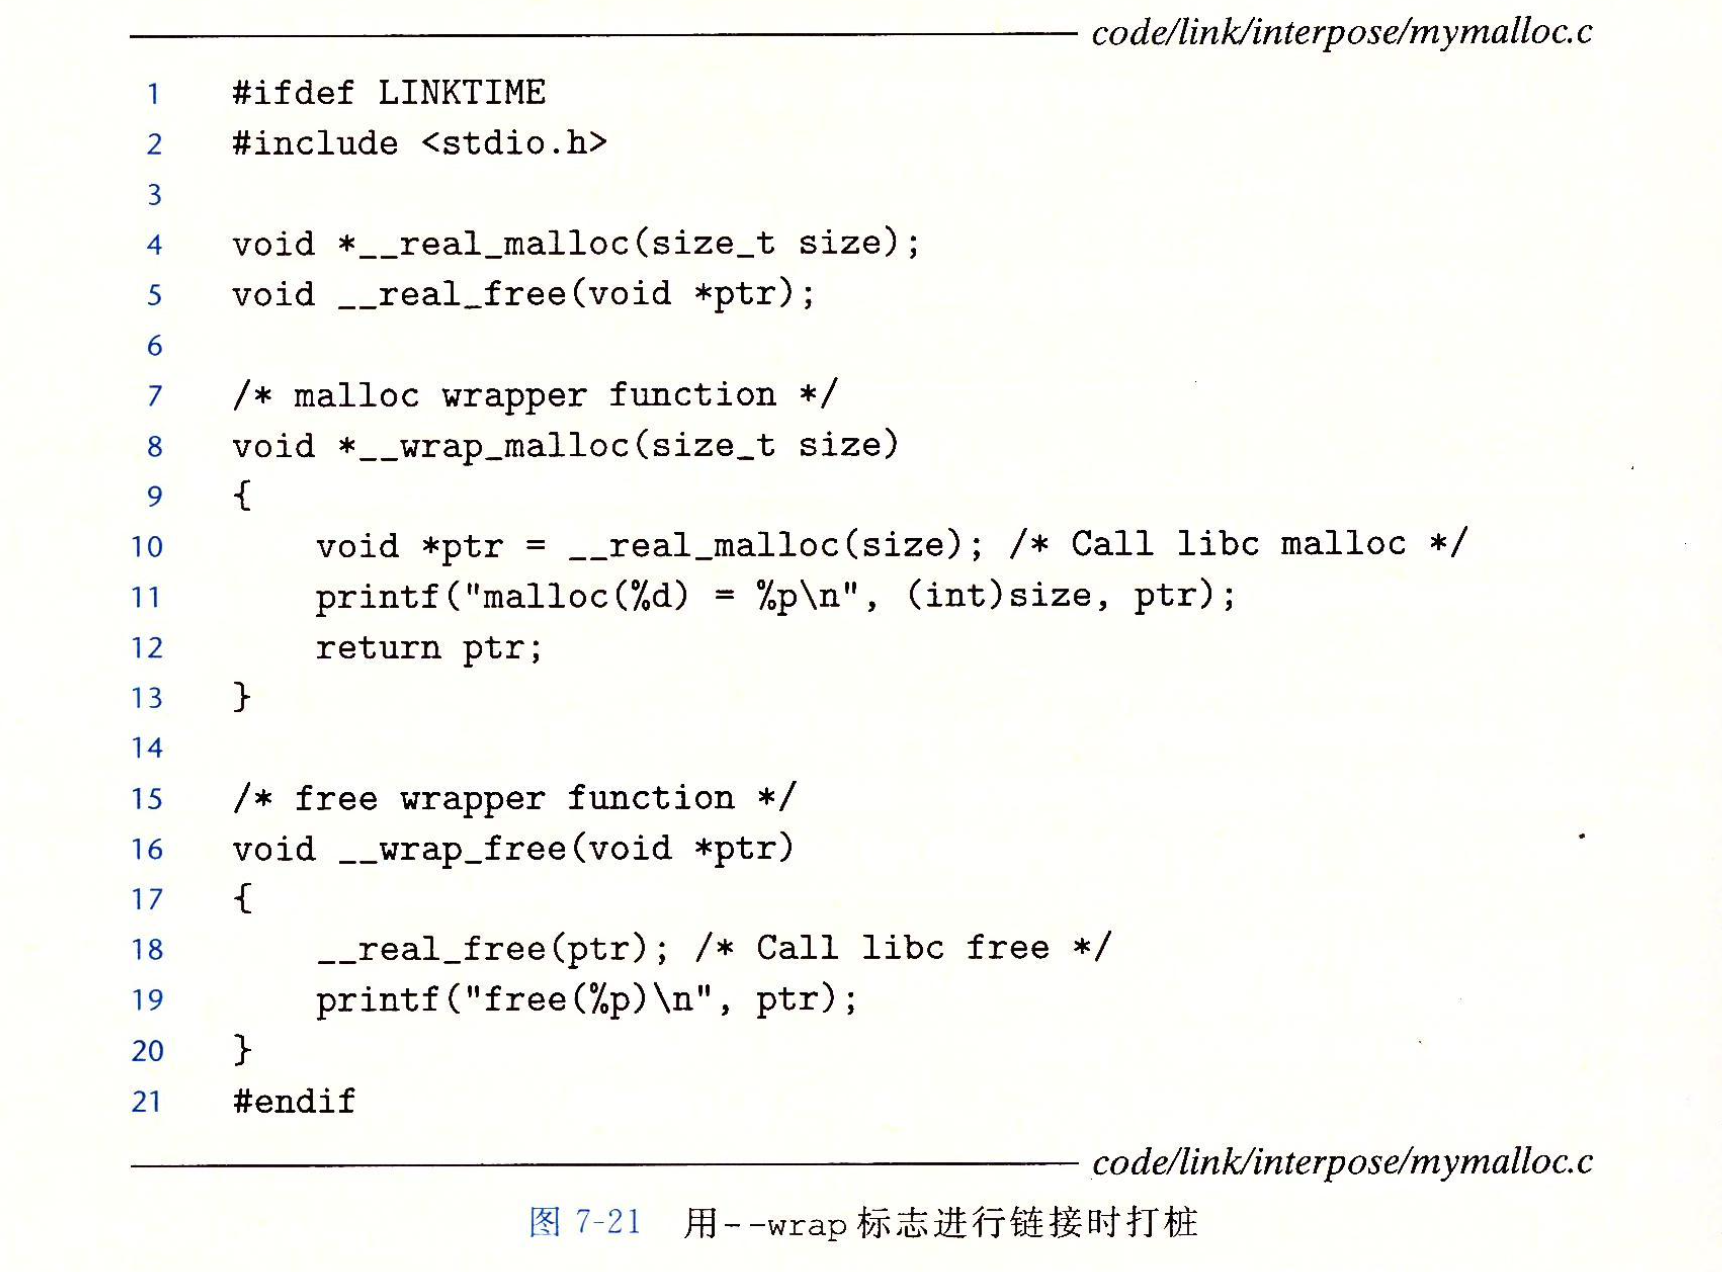 code/link/interpose/mymalloc.c
1 #ifdef LINKTIME
2 #include <stdio.h>
3
4 void *__real_malloc(size_t size);
5 void __real_free(void *ptr);
6
7 /* malloc wrapper function */
8 void *__wrap_malloc(size_t size)
9 {
10     void *ptr = __real_malloc(size); /* Call libc malloc */
11     printf("malloc(%d) = %p\n", (int)size, ptr);
12     return ptr;
13 }
14
15 /* free wrapper function */
16 void __wrap_free(void *ptr)
17 {
18     __real_free(ptr); /* Call libc free */
19     printf("free(%p)\n", ptr);
20 }
21 #endif
code/link/interpose/mymalloc.c
图 7-21 用--wrap 标志进行链接时打桩